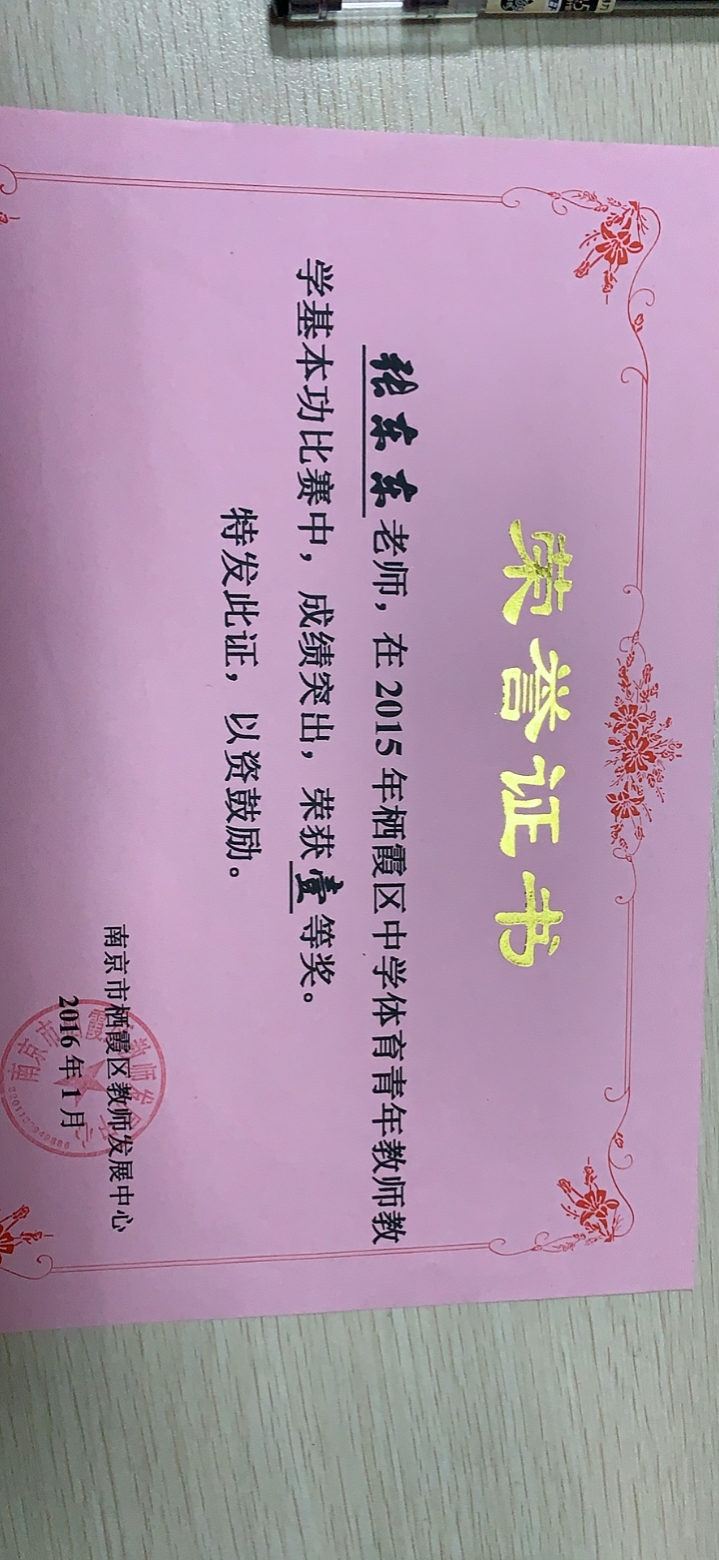 荣誉证书
张东东老师，在2015年栖霞区中学体育青年教师教
学基本功比赛中，成绩突出，荣获壹等奖。
特发此证，以资鼓励。
南京市栖霞区教师发展中心
2016年1月